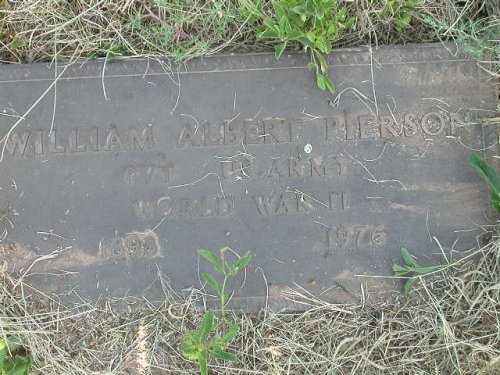 WILLIAM ALBERT PIERSON
PVT US ARMY
WORLD WAR II
1976